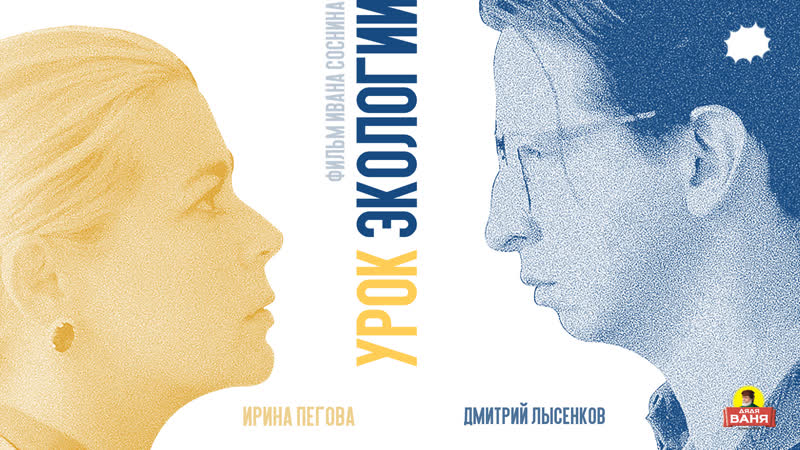 ФИЛЬМ ИВАНА СОСНИНА
УРОК ЭКОЛОГИИ
ИРИНА ПЕГОВА
ДМИТРИЙ ЛЫСЕНКОВ
ДЯДЯ
ВАНЯ